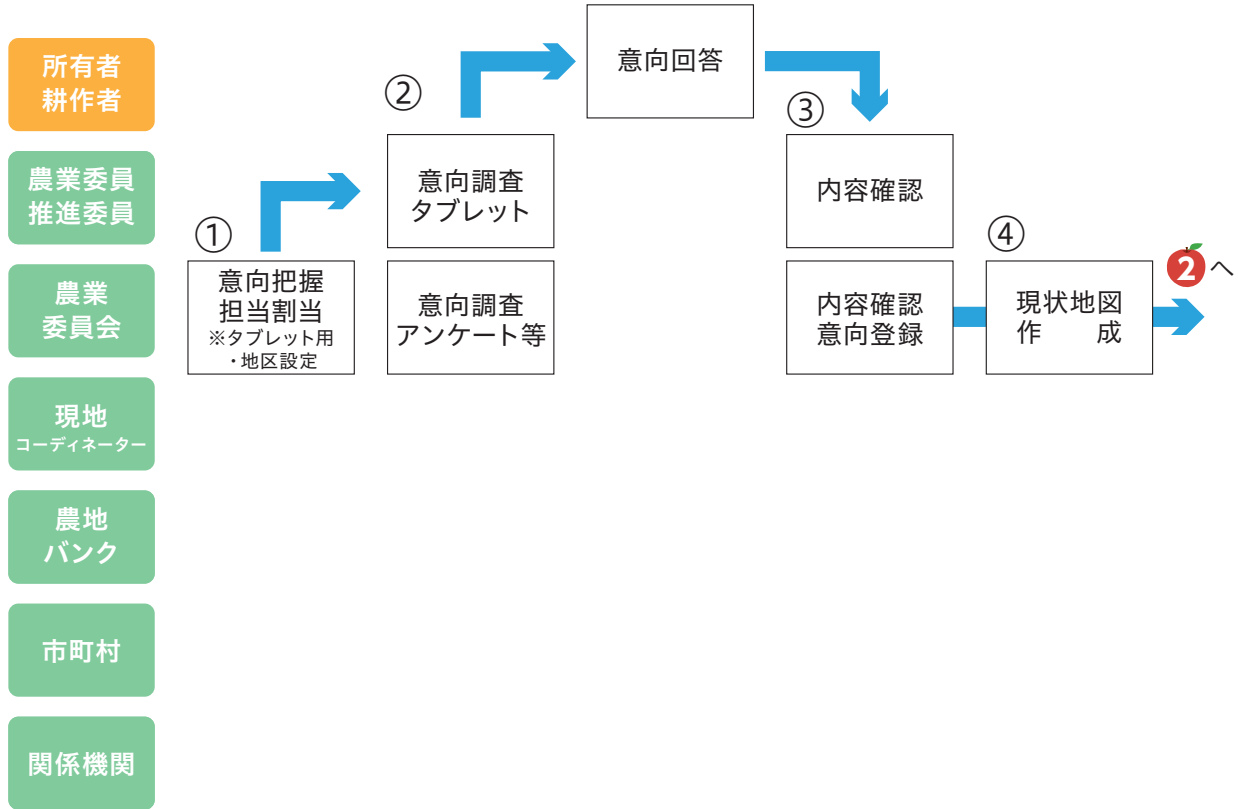 所有者
耕作者
農業委員
推進委員
農業
委員会
現地
コーディネーター
農地
バンク
市町村
関係機関
①
意向把握
担当割当
※タブレット用
・地区設定
②
意向調査
タブレット
意向調査
アンケート等
意向回答
③
内容確認
内容確認
意向登録
④
現状地図
作　　成
2へ